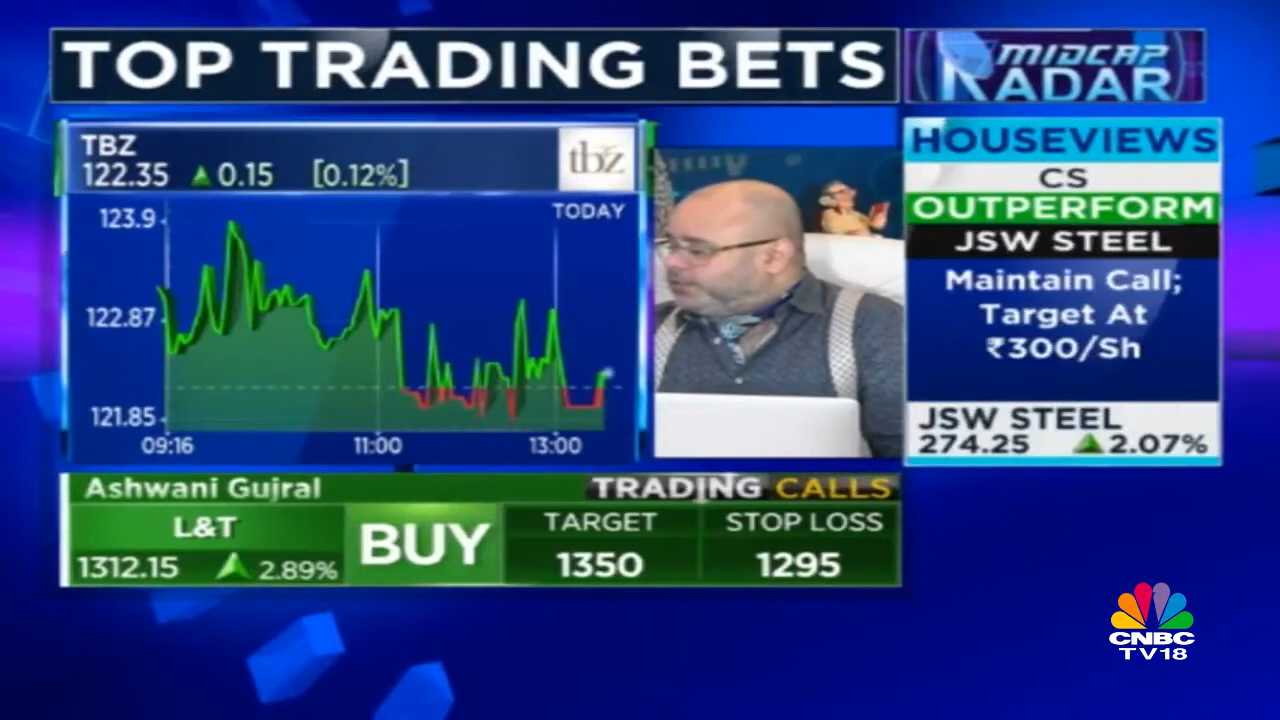 TOP TRADING BETS
MIDCAP
RADAR
TBZ
122.35 ▲ 0.15 [0.12%]
tbz
TODAY
123.9
122.87
121.85
09:16 11:00 13:00
HOUSEVIEWS
CS
OUTPERFORM
JSW STEEL
Maintain Call;
Target At
₹300/Sh
JSW STEEL
274.25 ▲ 2.07%
Ashwani Gujral
TRADING CALLS
L&T
1312.15 ▲ 2.89%
BUY
TARGET
1350
STOP LOSS
1295
CNBC
TV18